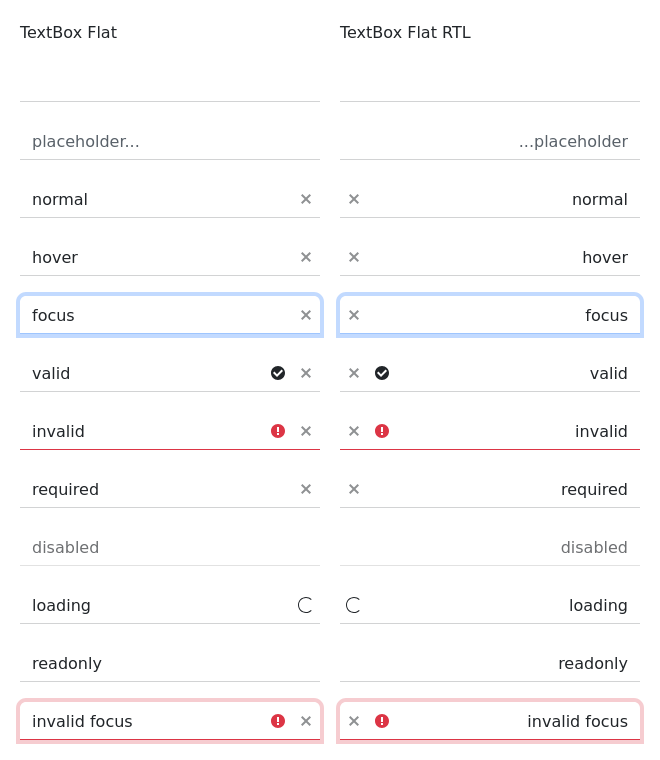 TextBox Flat
placeholder...
normal
hover
focus
valid
invalid
required
disabled
loading
readonly
invalid focus
TextBox Flat RTL
...placeholder
normal
hover
focus
valid
invalid
required
disabled
loading
readonly
invalid focus